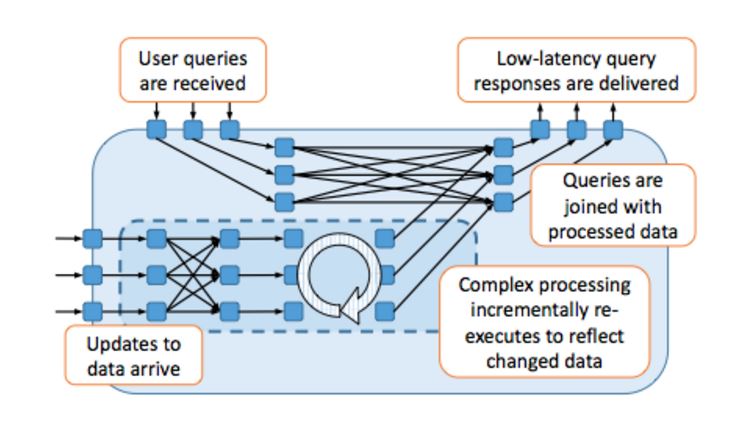 User queries
are received
Low-latency query
responses are delivered
Queries are
joined with
processed data
Complex processing
incrementally re-
executes to reflect
changed data
Updates to
data arrive